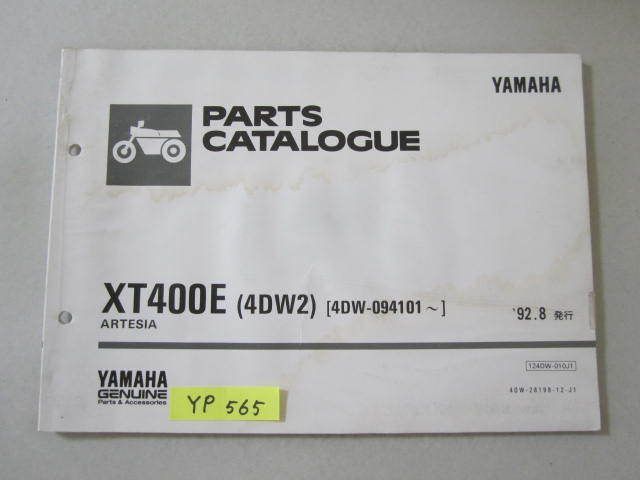 YAMAHA
PARTS
CATALOGUE
XT400E (4DW2) [4DW-094101~] '92.8 発行
ARTESIA
124DW-010J1
YAMAHA
GENUINE
Parts & Accessories
4DW-28198-12-J1
YP 565